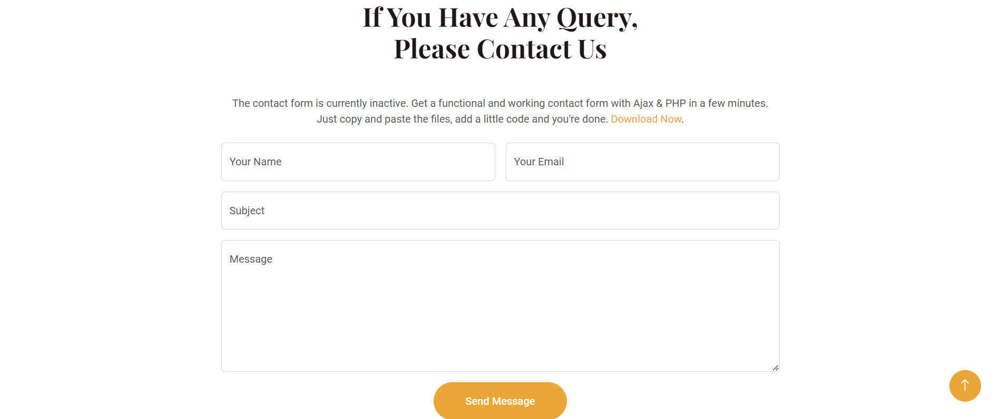 If You Have Any Query,
Please Contact Us
The contact form is currently inactive. Get a functional and working contact form with Ajax & PHP in a few minutes.
Just copy and paste the files, add a little code and you're done. Download Now.
Your Name
Your Email
Subject
Message
Send Message